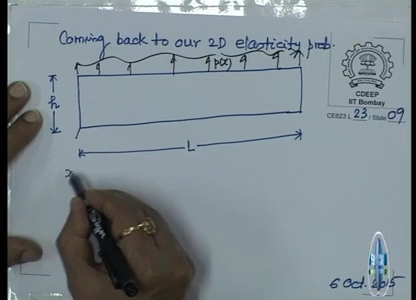 Coming back to our 2D elasticity prob.
p(x)
h
L
CDEEP
IIT Bombay
CE623 L 23 / Slide 09
6 Oct. 2015